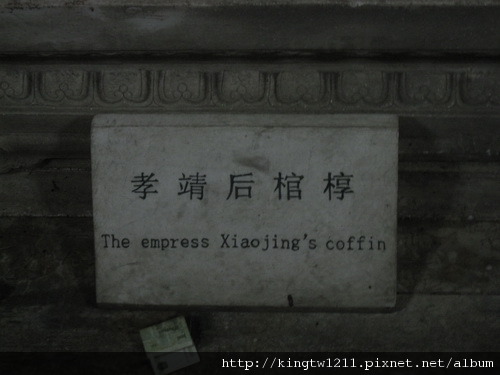 孝靖后棺椁
The empress Xiaojing's coffin
http://kingtw1211.pixnet.net/album